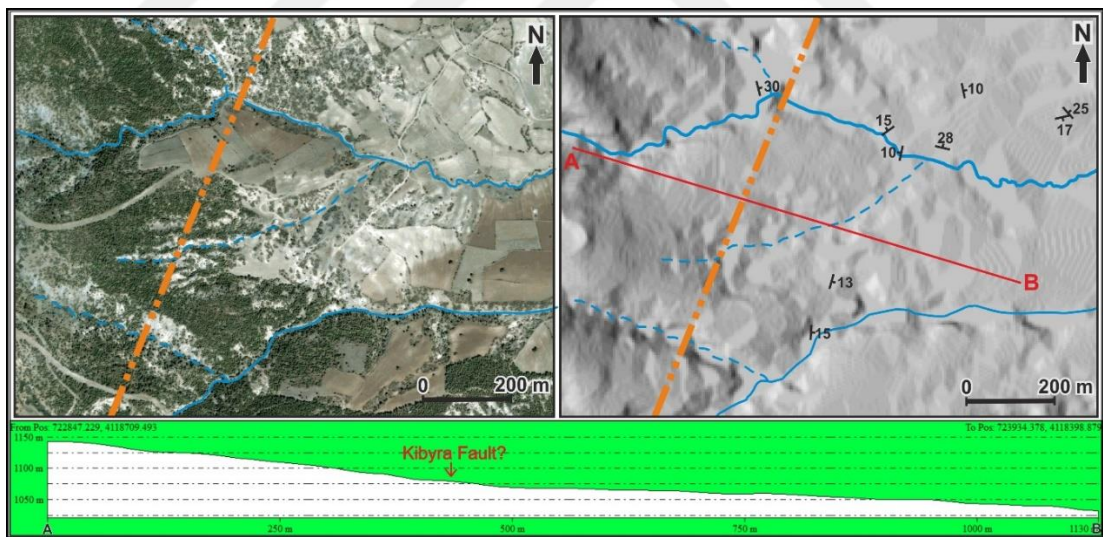 N
0 200 m
N
30
10
25
17
15
28
10
A
B
13
15
0 200 m
From Pos: 722847.229, 4118709.493 To Pos: 723934.378, 4118398.879
1150 m
Kibyra Fault?
1100 m
1050 m
A 250 m 500 m 750 m 1000 m 1130 m B